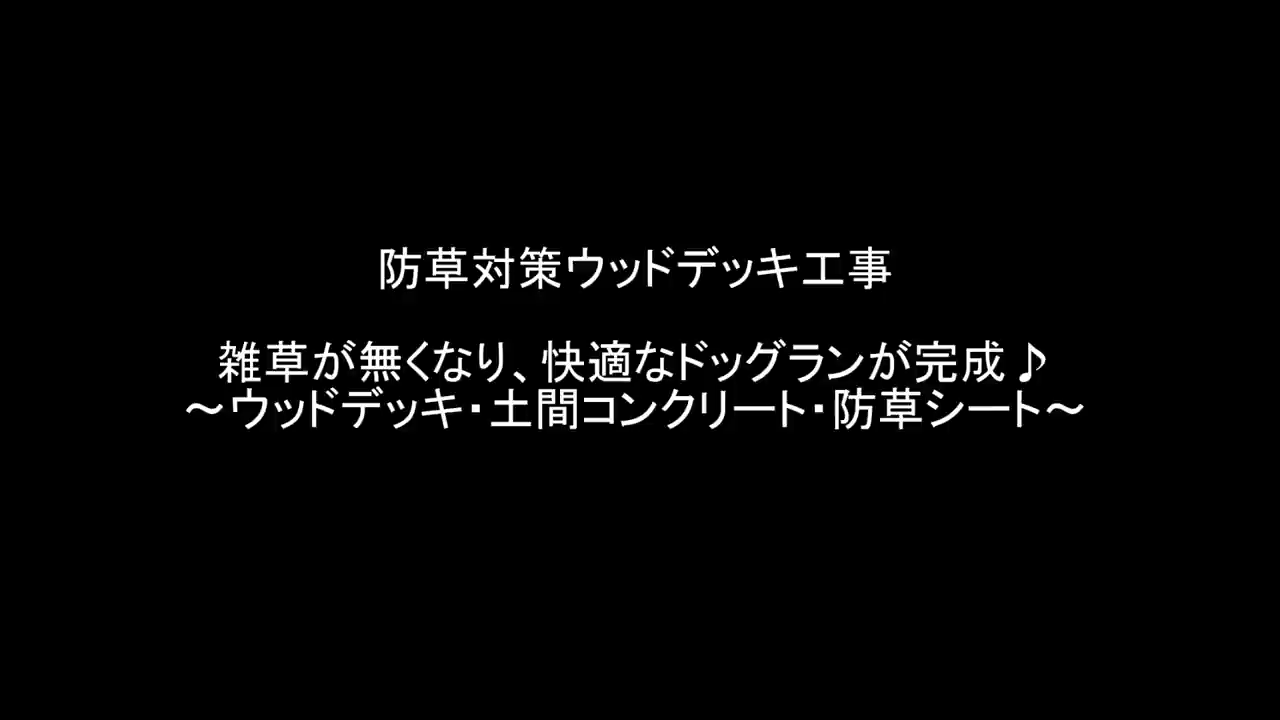 防草対策ウッドデッキ工事
雑草が無くなり、快適なドッグランが完成♪
～ウッドデッキ・土間コンクリート・防草シート～